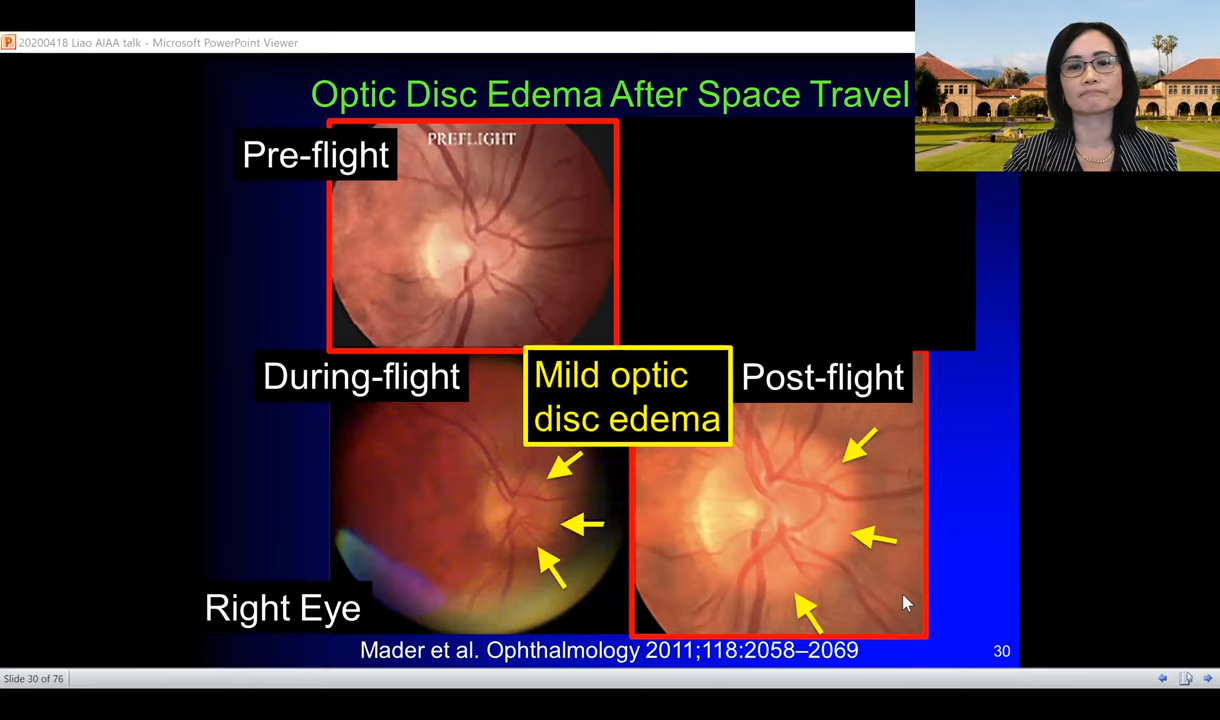 20200418 Liao AIAA talk - Microsoft PowerPoint Viewer
Optic Disc Edema After Space Travel
Pre-flight
PREFLIGHT
During-flight
Mild optic
disc edema
Post-flight
Right Eye
Mader et al. Ophthalmology 2011;118:2058–2069
30
Slide 30 of 76